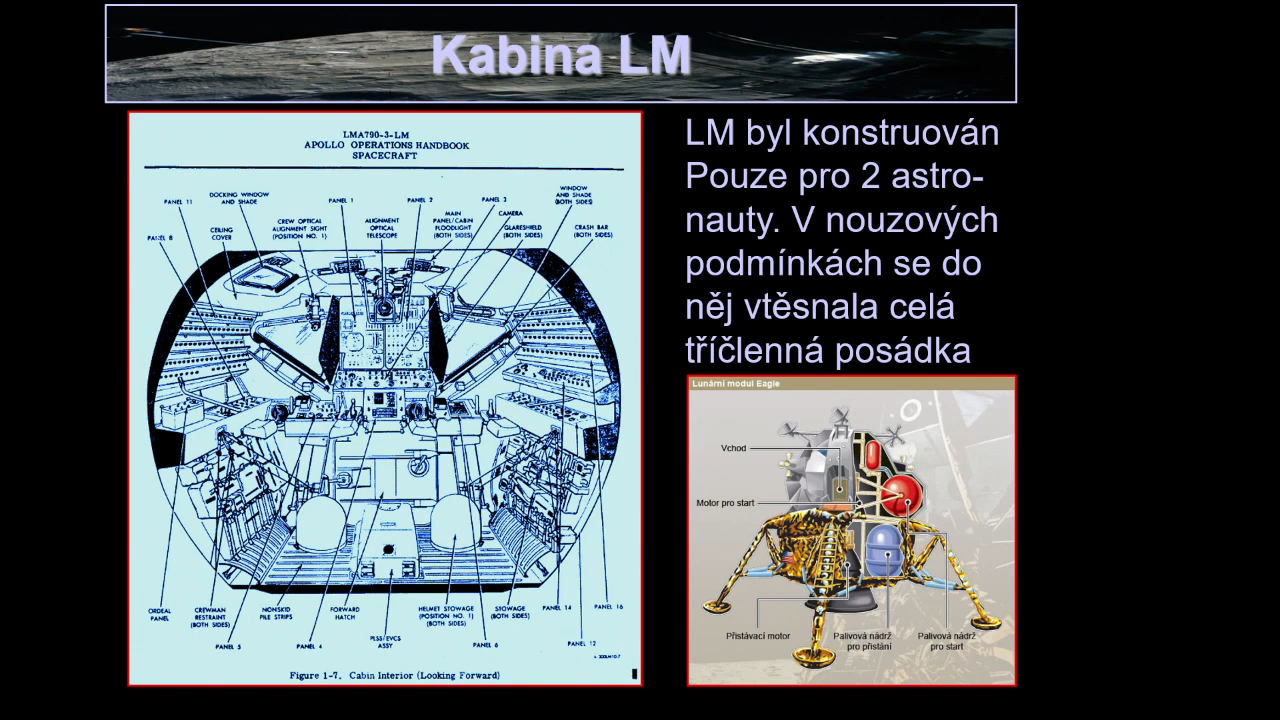 Kabina LM
LMA790-3-LM
APOLLO OPERATIONS HANDBOOK
SPACECRAFT
PANEL 11
DOCKING WINDOW
AND SHADE
PANEL 1
PANEL 2
PANEL 3
WINDOW
AND SHADE
(BOTH SIDES)
PANEL 8
CEILING
COVER
CREW OPTICAL
ALIGNMENT SIGHT
(POSITION NO. 1)
ALIGNMENT
OPTICAL
TELESCOPE
MAIN
PANEL/CABIN
FLOODLIGHT
(BOTH SIDES)
CAMERA
GLARESHIELD
(BOTH SIDES)
CRASH BAR
(BOTH SIDES)
ORDEAL
PANEL
CREWMAN
RESTRAINT
(BOTH SIDES)
NONSKID
PILE STRIPS
FORWARD
HATCH
HELMET STOWAGE
(POSITION NO. 1)
(BOTH SIDES)
STOWAGE
(BOTH SIDES)
PANEL 14
PANEL 16
PANEL 5
PANEL 4
PLSS/EVCS
ASSY
PANEL 6
PANEL 12
Figure 1-7. Cabin Interior (Looking Forward)
LM byl konstruován
Pouze pro 2 astro-
nauty. V nouzových
podmínkách se do
něj vtěsnala celá
tříčlenná posádka
Lunární modul Eagle
Vchod
Motor pro start
Přistávací motor
Palivová nádrž
pro přistání
Palivová nádrž
pro start